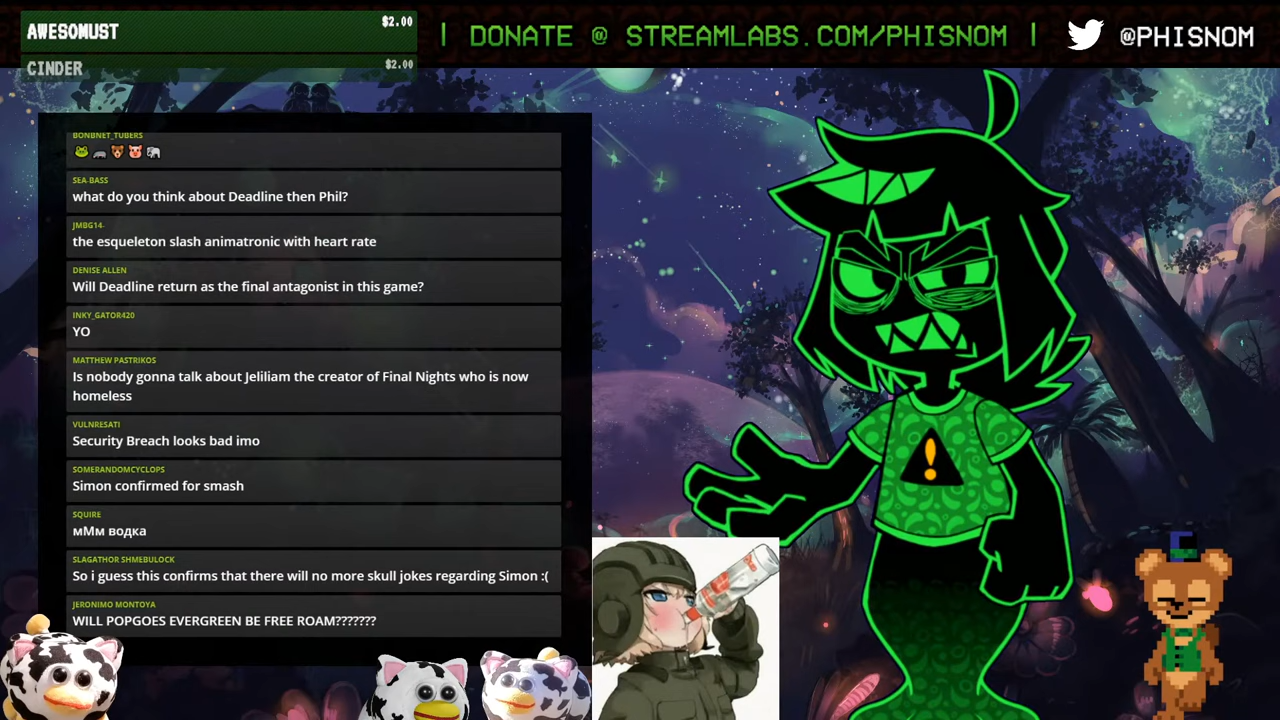 AWESOMUST $2.00
CINDER $2.00
| DONATE @ STREAMLABS.COM/PHISNOM | @PHISNOM
BONBNET_TUBERS
🐸🦡🐻🐷🐘
SEA-BASS
what do you think about Deadline then Phil?
JMBG14-
the esqueleton slash animatronic with heart rate
DENISE ALLEN
Will Deadline return as the final antagonist in this game?
INKY_GATOR420
YO
MATTHEW PASTRIKOS
Is nobody gonna talk about Jeliliam the creator of Final Nights who is now
homeless
VULNRESATI
Security Breach looks bad imo
SOMERANDOMCYCLOPS
Simon confirmed for smash
SQUIRE
мМм водка
SLAGATHOR SHMEBULOCK
So i guess this confirms that there will no more skull jokes regarding Simon :(
JERONIMO MONTOYA
WILL POPGOES EVERGREEN BE FREE ROAM???????
!